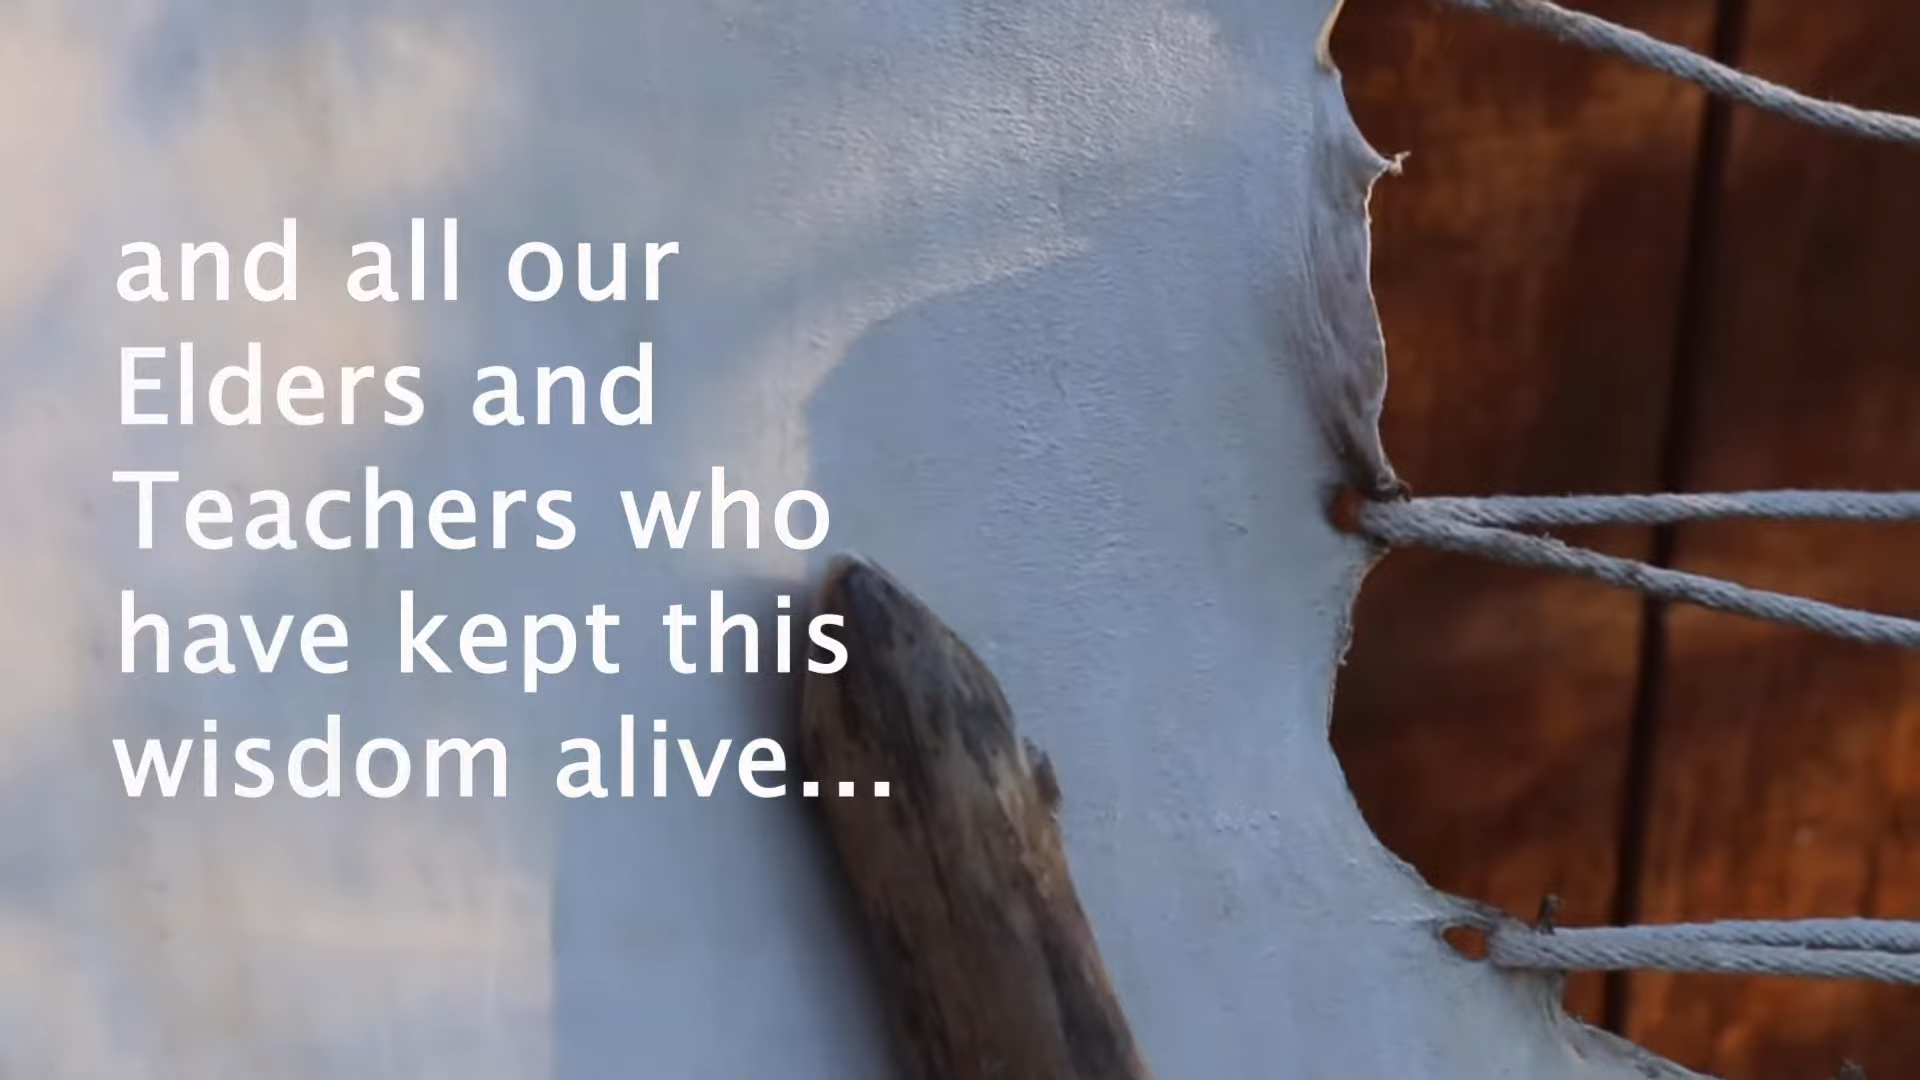 and all our
Elders and
Teachers who
have kept this
wisdom alive...